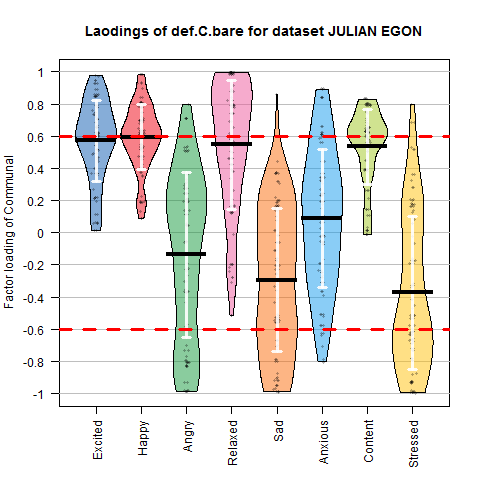 Laodings of def.C.bare for dataset JULIAN EGON
Factor loading of Communal
1
0.8
0.6
0.4
0.2
0
-0.2
-0.4
-0.6
-0.8
-1
Excited
Happy
Angry
Relaxed
Sad
Anxious
Content
Stressed